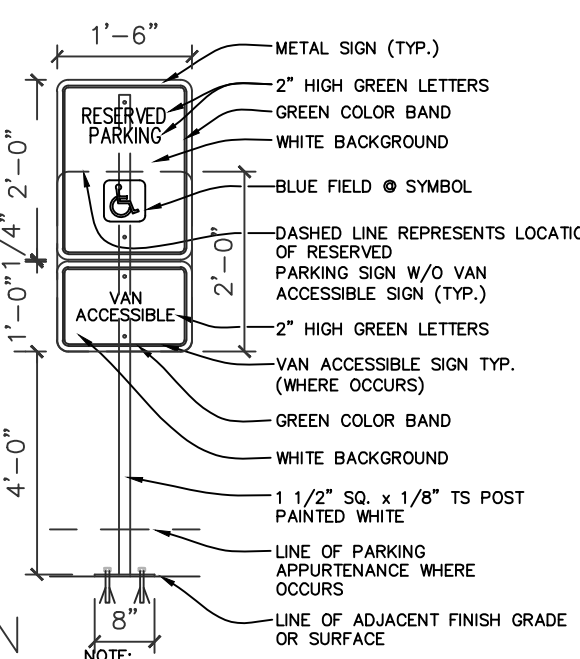 1'-6"
METAL SIGN (TYP.)
2" HIGH GREEN LETTERS
GREEN COLOR BAND
WHITE BACKGROUND
BLUE FIELD @ SYMBOL
DASHED LINE REPRESENTS LOCATIO
OF RESERVED
PARKING SIGN W/O VAN
ACCESSIBLE SIGN (TYP.)
2" HIGH GREEN LETTERS
VAN ACCESSIBLE SIGN TYP.
(WHERE OCCURS)
GREEN COLOR BAND
WHITE BACKGROUND
1 1/2" SQ. x 1/8" TS POST
PAINTED WHITE
LINE OF PARKING
APPURTENANCE WHERE
OCCURS
LINE OF ADJACENT FINISH GRADE
OR SURFACE
RESERVED
PARKING
VAN
ACCESSIBLE
2'-0"
1/4"
1'-0"
4'-0"
2'-0"
8"
NOTE: